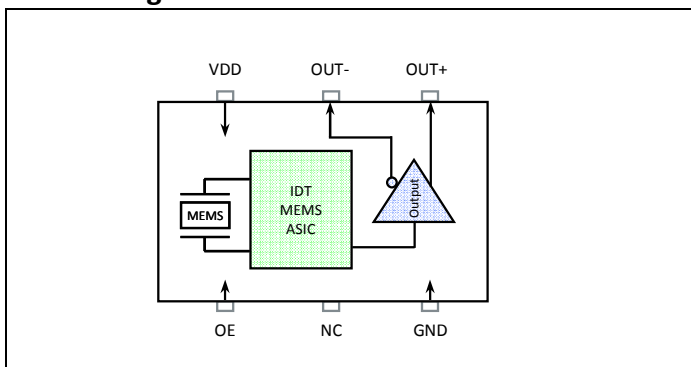 VDD OUT- OUT+
IDT
MEMS
ASIC
MEMS
Output
OE NC GND